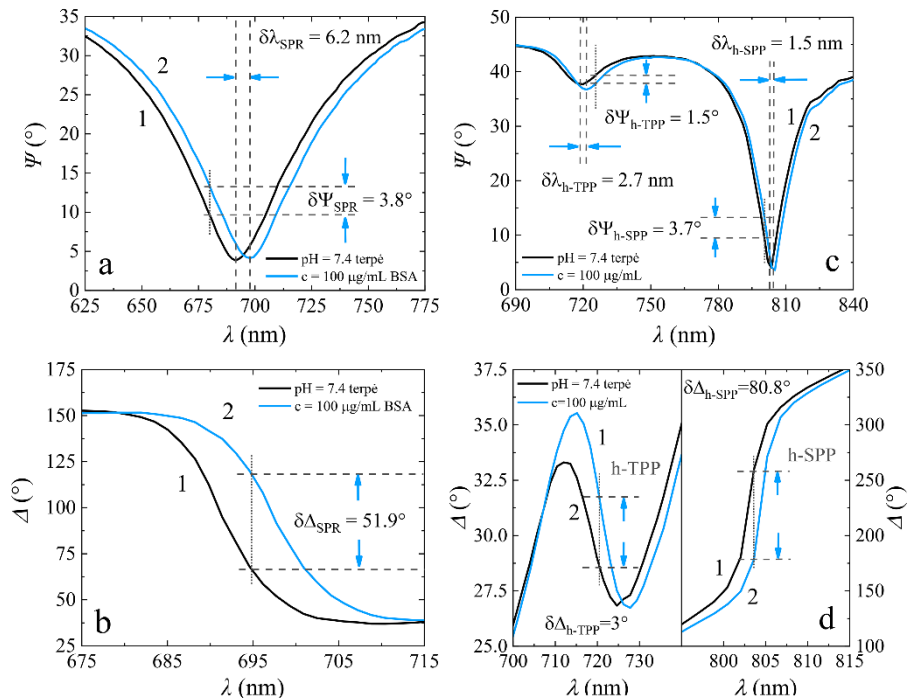 35
30
25
20
15
10
5
0
Ψ (°)
δλSPR = 6.2 nm
2
1
δΨSPR = 3.8°
a
pH = 7.4 terpė
c = 100 μg/mL BSA
625 650 675 700 725 750 775
λ (nm)
50
45
40
35
30
25
20
15
10
5
0
Ψ (°)
δλh-SPP = 1.5 nm
δΨh-TPP = 1.5°
δλh-TPP = 2.7 nm
1
2
δΨh-SPP = 3.7°
pH = 7.4 terpė
c = 100 μg/mL BSA
c
690 720 750 780 810 840
λ (nm)
175
150
125
100
75
50
25
Δ (°)
pH = 7.4 terpė
c = 100 μg/mL BSA
2
1
δΔSPR = 51.9°
b
675 685 695 705 715
λ (nm)
37.5
35.0
32.5
30.0
27.5
25.0
Δ (°)
pH = 7.4 terpė
c=100 μg/mL
1
h-TPP
2
δΔh-TPP=3°
700 710 720 730
λ (nm)
δΔh-SPP=80.8°
h-SPP
1
2
d
350
300
250
200
150
100
Δ (°)
800 805 810 815
λ (nm)